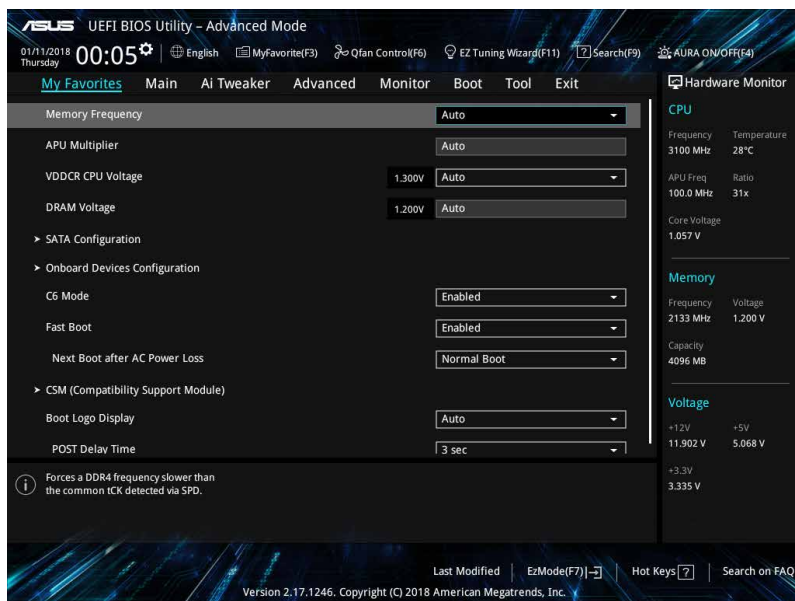 ASUS UEFI BIOS Utility – Advanced Mode
01/11/2018 Thursday 00:05 English MyFavorite(F3) Qfan Control(F6) EZ Tuning Wizard(F11) ? Search(F9) AURA ON/OFF(F4)
My Favorites Main Ai Tweaker Advanced Monitor Boot Tool Exit
Memory Frequency Auto
APU Multiplier Auto
VDDCR CPU Voltage 1.300V Auto
DRAM Voltage 1.200V Auto
> SATA Configuration
> Onboard Devices Configuration
C6 Mode Enabled
Fast Boot Enabled
Next Boot after AC Power Loss Normal Boot
> CSM (Compatibility Support Module)
Boot Logo Display Auto
POST Delay Time 3 sec
i Forces a DDR4 frequency slower than
the common tCK detected via SPD.
Hardware Monitor
CPU
Frequency Temperature
3100 MHz 28°C
APU Freq Ratio
100.0 MHz 31x
Core Voltage
1.057 V
Memory
Frequency Voltage
2133 MHz 1.200 V
Capacity
4096 MB
Voltage
+12V +5V
11.902 V 5.068 V
+3.3V
3.335 V
Last Modified EzMode(F7) Hot Keys ? Search on FAQ
Version 2.17.1246. Copyright (C) 2018 American Megatrends, Inc.